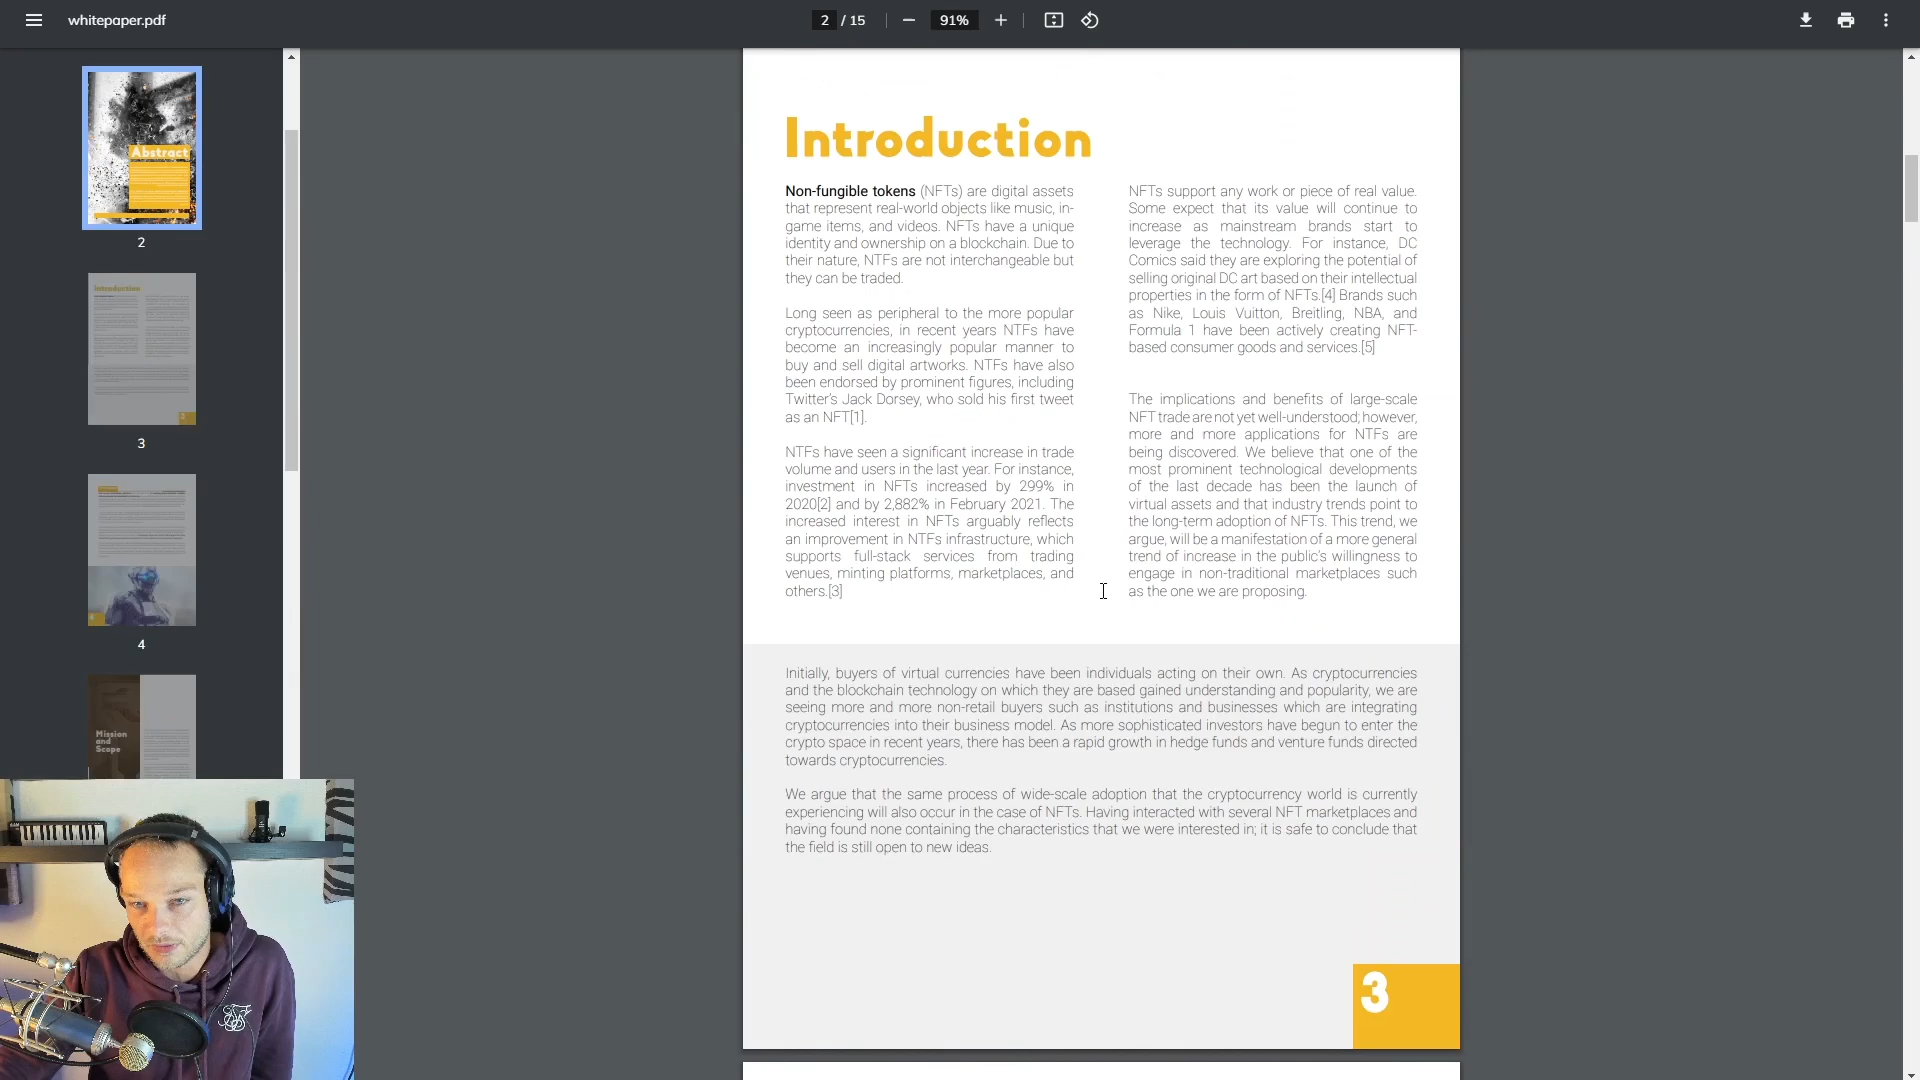 whitepaper.pdf
2 / 15
91%
Abstract
2
Introduction
3
4
Mission
and
Scope
Introduction
Non-fungible tokens (NFTs) are digital assets
that represent real-world objects like music, in-
game items, and videos. NFTs have a unique
identity and ownership on a blockchain. Due to
their nature, NTFs are not interchangeable but
they can be traded.
Long seen as peripheral to the more popular
cryptocurrencies, in recent years NTFs have
become an increasingly popular manner to
buy and sell digital artworks. NTFs have also
been endorsed by prominent figures, including
Twitter's Jack Dorsey, who sold his first tweet
as an NFT[1].
NTFs have seen a significant increase in trade
volume and users in the last year. For instance,
investment in NFTs increased by 299% in
2020[2] and by 2,882% in February 2021. The
increased interest in NFTs arguably reflects
an improvement in NTFs infrastructure, which
supports full-stack services from trading
venues, minting platforms, marketplaces, and
others.[3]
NFTs support any work or piece of real value.
Some expect that its value will continue to
increase as mainstream brands start to
leverage the technology. For instance, DC
Comics said they are exploring the potential of
selling original DC art based on their intellectual
properties in the form of NFTs.[4] Brands such
as Nike, Louis Vuitton, Breitling, NBA, and
Formula 1 have been actively creating NFT-
based consumer goods and services.[5]
The implications and benefits of large-scale
NFT trade are not yet well-understood; however,
more and more applications for NTFs are
being discovered. We believe that one of the
most prominent technological developments
of the last decade has been the launch of
virtual assets and that industry trends point to
the long-term adoption of NFTs. This trend, we
argue, will be a manifestation of a more general
trend of increase in the public's willingness to
engage in non-traditional marketplaces such
as the one we are proposing.
Initially, buyers of virtual currencies have been individuals acting on their own. As cryptocurrencies
and the blockchain technology on which they are based gained understanding and popularity, we are
seeing more and more non-retail buyers such as institutions and businesses which are integrating
cryptocurrencies into their business model. As more sophisticated investors have begun to enter the
crypto space in recent years, there has been a rapid growth in hedge funds and venture funds directed
towards cryptocurrencies.
We argue that the same process of wide-scale adoption that the cryptocurrency world is currently
experiencing will also occur in the case of NFTs. Having interacted with several NFT marketplaces and
having found none containing the characteristics that we were interested in; it is safe to conclude that
the field is still open to new ideas.
3